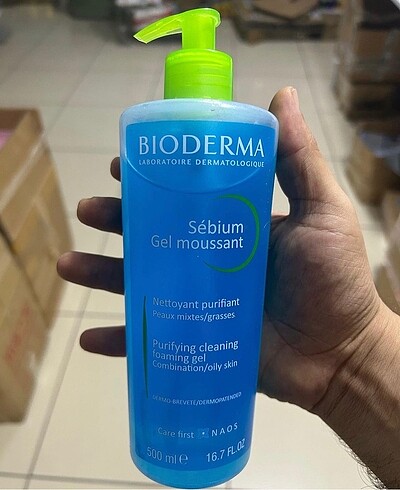 BIODERMA
LABORATOIRE DERMATOLOGIQUE
Sébium
Gel moussant
Nettoyant purifiant
Peaux mixtes/grasses
Purifying cleaning
foaming gel
Combination/oily skin
DERMO-BREVETÉ/DERMOPATENDED
Care first NAOS
500 ml e 16.7 FL.OZ